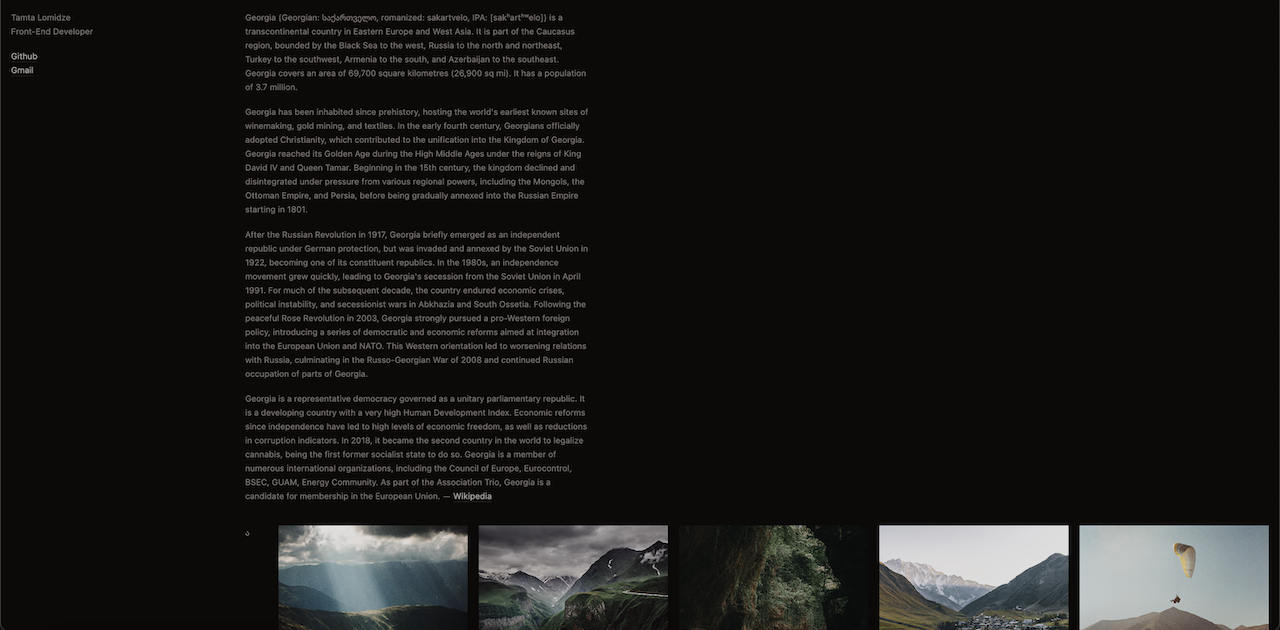 Tamta Lomidze
Front-End Developer
Github
Gmail
Georgia (Georgian: საქართველო, romanized: sakartvelo, IPA: [sakʰartʰʷelo]) is a
transcontinental country in Eastern Europe and West Asia. It is part of the Caucasus
region, bounded by the Black Sea to the west, Russia to the north and northeast,
Turkey to the southwest, Armenia to the south, and Azerbaijan to the southeast.
Georgia covers an area of 69,700 square kilometres (26,900 sq mi). It has a population
of 3.7 million.
Georgia has been inhabited since prehistory, hosting the world's earliest known sites of
winemaking, gold mining, and textiles. In the early fourth century, Georgians officially
adopted Christianity, which contributed to the unification into the Kingdom of Georgia.
Georgia reached its Golden Age during the High Middle Ages under the reigns of King
David IV and Queen Tamar. Beginning in the 15th century, the kingdom declined and
disintegrated under pressure from various regional powers, including the Mongols, the
Ottoman Empire, and Persia, before being gradually annexed into the Russian Empire
starting in 1801.
After the Russian Revolution in 1917, Georgia briefly emerged as an independent
republic under German protection, but was invaded and annexed by the Soviet Union in
1922, becoming one of its constituent republics. In the 1980s, an independence
movement grew quickly, leading to Georgia's secession from the Soviet Union in April
1991. For much of the subsequent decade, the country endured economic crises,
political instability, and secessionist wars in Abkhazia and South Ossetia. Following the
peaceful Rose Revolution in 2003, Georgia strongly pursued a pro-Western foreign
policy, introducing a series of democratic and economic reforms aimed at integration
into the European Union and NATO. This Western orientation led to worsening relations
with Russia, culminating in the Russo-Georgian War of 2008 and continued Russian
occupation of parts of Georgia.
Georgia is a representative democracy governed as a unitary parliamentary republic. It
is a developing country with a very high Human Development Index. Economic reforms
since independence have led to high levels of economic freedom, as well as reductions
in corruption indicators. In 2018, it became the second country in the world to legalize
cannabis, being the first former socialist state to do so. Georgia is a member of
numerous international organizations, including the Council of Europe, Eurocontrol,
BSEC, GUAM, Energy Community. As part of the Association Trio, Georgia is a
candidate for membership in the European Union. — Wikipedia
ა